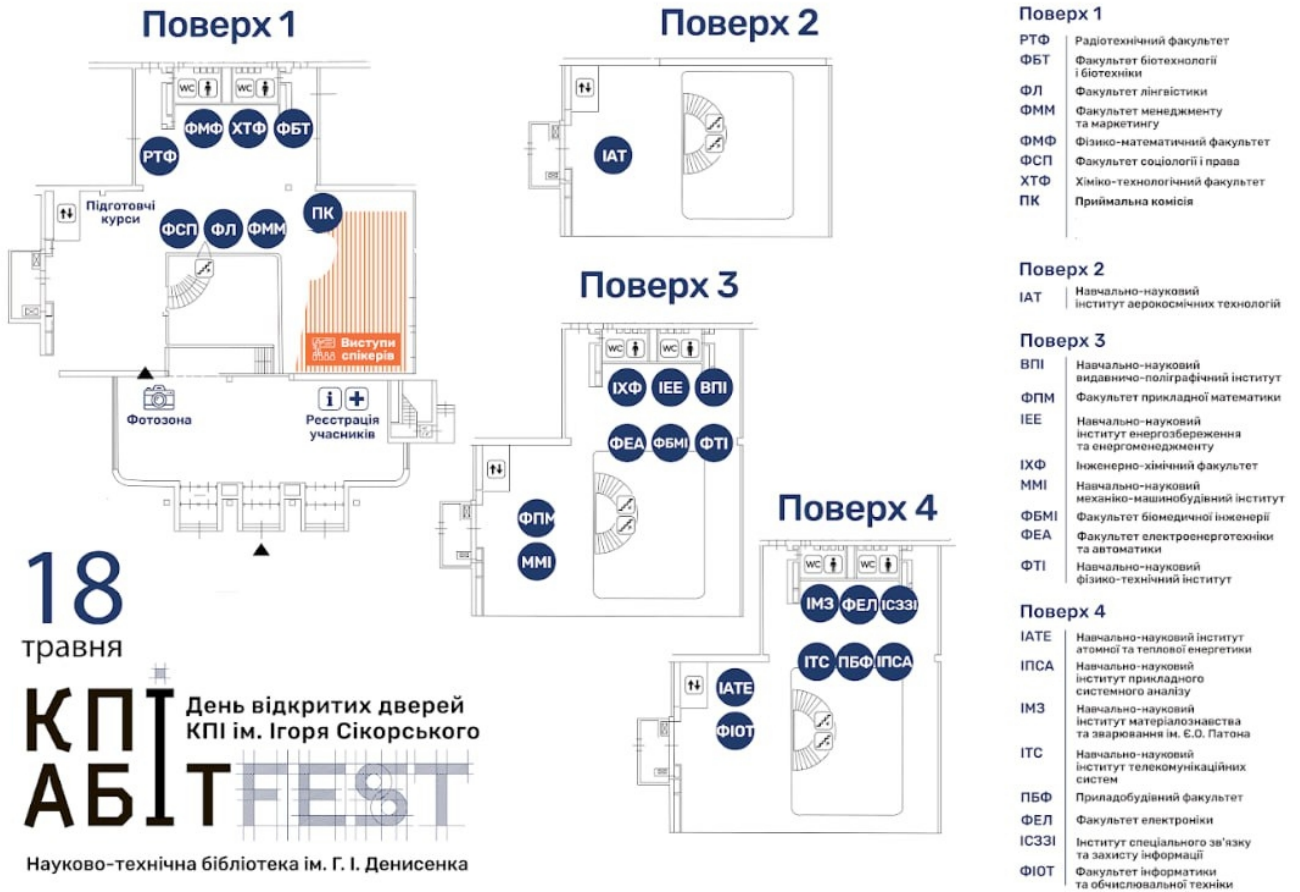 Поверх 1
WC
WC
ФМФ
ХТФ
ФБТ
РТФ
Підготовчі
курси
ФСП
ФЛ
ФММ
ПК
Виступи
спікерів
Фотозона
i
Реєстрація
учасників
Поверх 2
ІАТ
Поверх 3
WC
WC
ІХФ
ІЕЕ
ВПІ
ФЕА
ФБМІ
ФТІ
ФПМ
ММІ
Поверх 4
WC
WC
ІМЗ
ФЕЛ
ІСЗЗІ
ІТС
ПБФ
ІПСА
ІАТЕ
ФІОТ
18
травня
КПІ
АБІТ FEST
День відкритих дверей
КПІ ім. Ігоря Сікорського
Науково-технічна бібліотека ім. Г. І. Денисенка
Поверх 1
РТФ Радіотехнічний факультет
ФБТ Факультет біотехнології
і біотехніки
ФЛ Факультет лінгвістики
ФММ Факультет менеджменту
та маркетингу
ФМФ Фізико-математичний факультет
ФСП Факультет соціології і права
ХТФ Хіміко-технологічний факультет
ПК Приймальна комісія
Поверх 2
ІАТ Навчально-науковий
інститут аерокосмічних технологій
Поверх 3
ВПІ Навчально-науковий
видавничо-поліграфічний інститут
ФПМ Факультет прикладної математики
ІЕЕ Навчально-науковий
інститут енергозбереження
та енергоменеджменту
ІХФ Інженерно-хімічний факультет
ММІ Навчально-науковий
механіко-машинобудівний інститут
ФБМІ Факультет біомедичної інженерії
ФЕА Факультет електроенерготехніки
та автоматики
ФТІ Навчально-науковий
фізико-технічний інститут
Поверх 4
ІАТЕ Навчально-науковий інститут
атомної та теплової енергетики
ІПСА Навчально-науковий
інститут прикладного
системного аналізу
ІМЗ Навчально-науковий
інститут матеріалознавства
та зварювання ім. Є.О. Патона
ІТС Навчально-науковий
інститут телекомунікаційних
систем
ПБФ Приладобудівний факультет
ФЕЛ Факультет електроніки
ІСЗЗІ Інститут спеціального зв'язку
та захисту інформації
ФІОТ Факультет інформатики
та обчислювальної техніки